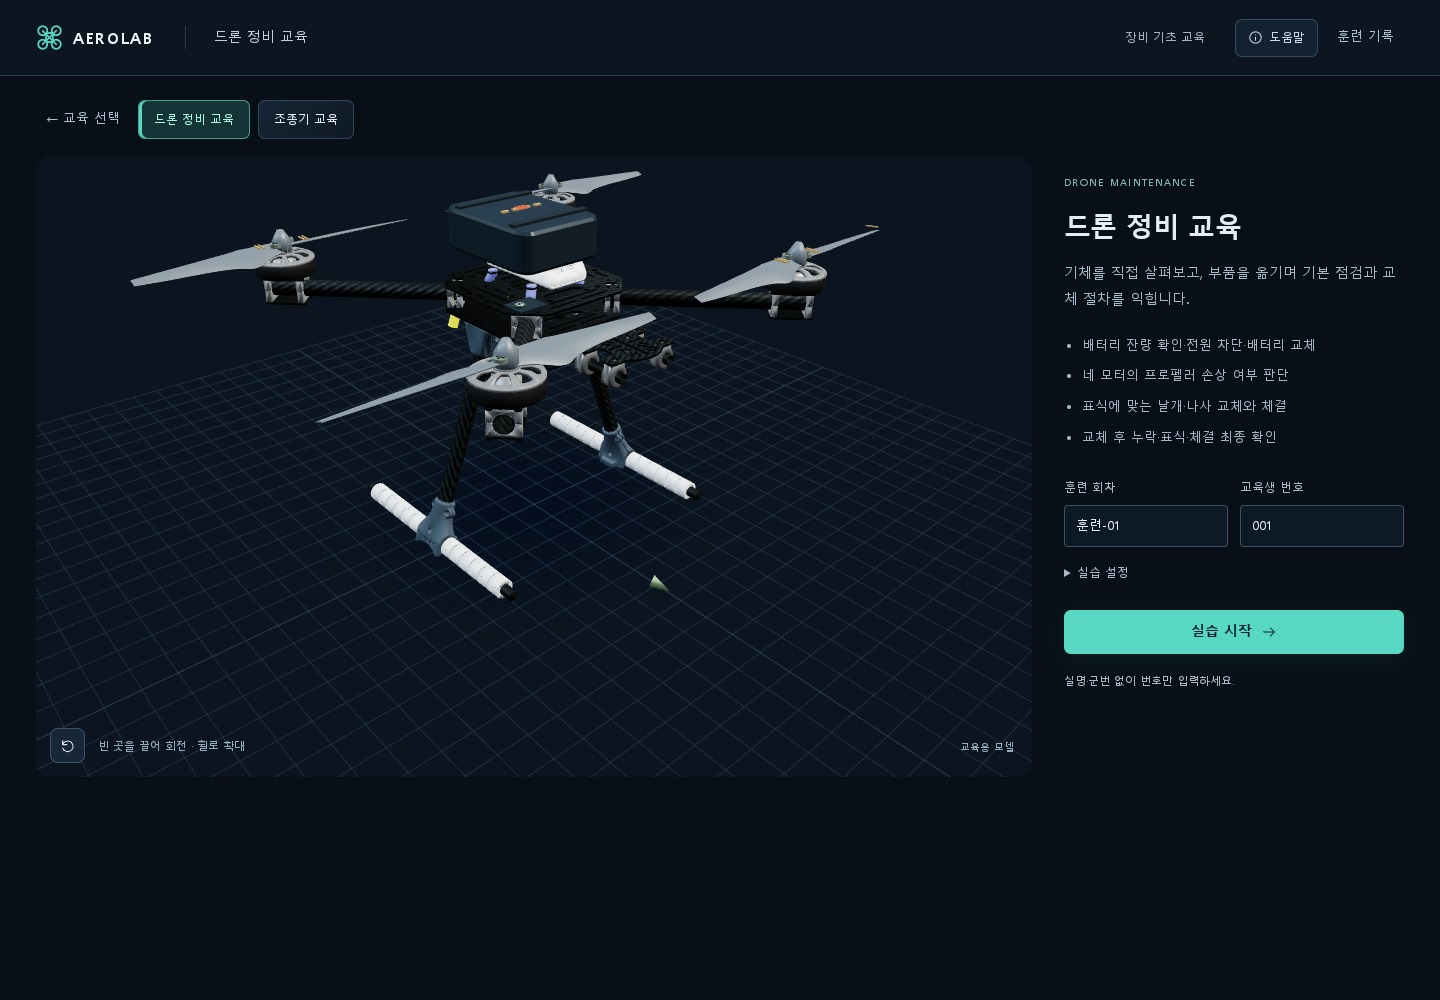 AEROLAB
드론 정비 교육
장비 기초 교육
도움말
훈련 기록
← 교육 선택
드론 정비 교육
조종기 교육
DRONE MAINTENANCE
드론 정비 교육
기체를 직접 살펴보고, 부품을 옮기며 기본 점검과 교
체 절차를 익힙니다.
• 배터리 잔량 확인·전원 차단·배터리 교체
• 네 모터의 프로펠러 손상 여부 판단
• 표식에 맞는 날개·나사 교체와 체결
• 교체 후 누락·표식·체결 최종 확인
훈련 회차
교육생 번호
훈련-01
001
▶ 실습 설정
실습 시작 →
실명·군번 없이 번호만 입력하세요.
빈 곳을 끌어 회전 · 휠로 확대
교육용 모델